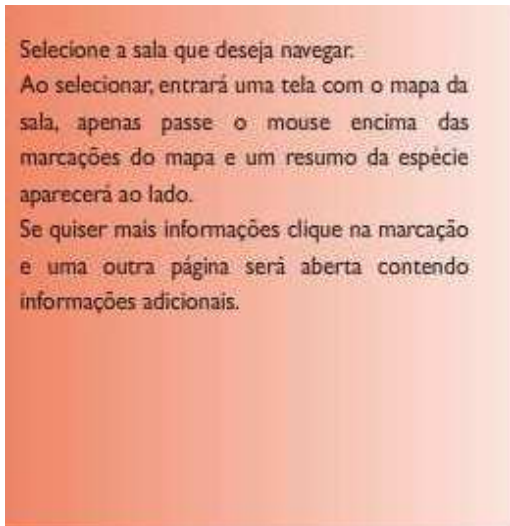 Selecione a sala que deseja navegar.
Ao selecionar, entrará uma tela com o mapa da
sala, apenas passe o mouse encima das
marcações do mapa e um resumo da espécie
aparecerá ao lado.
Se quiser mais informações clique na marcação
e uma outra página será aberta contendo
informações adicionais.